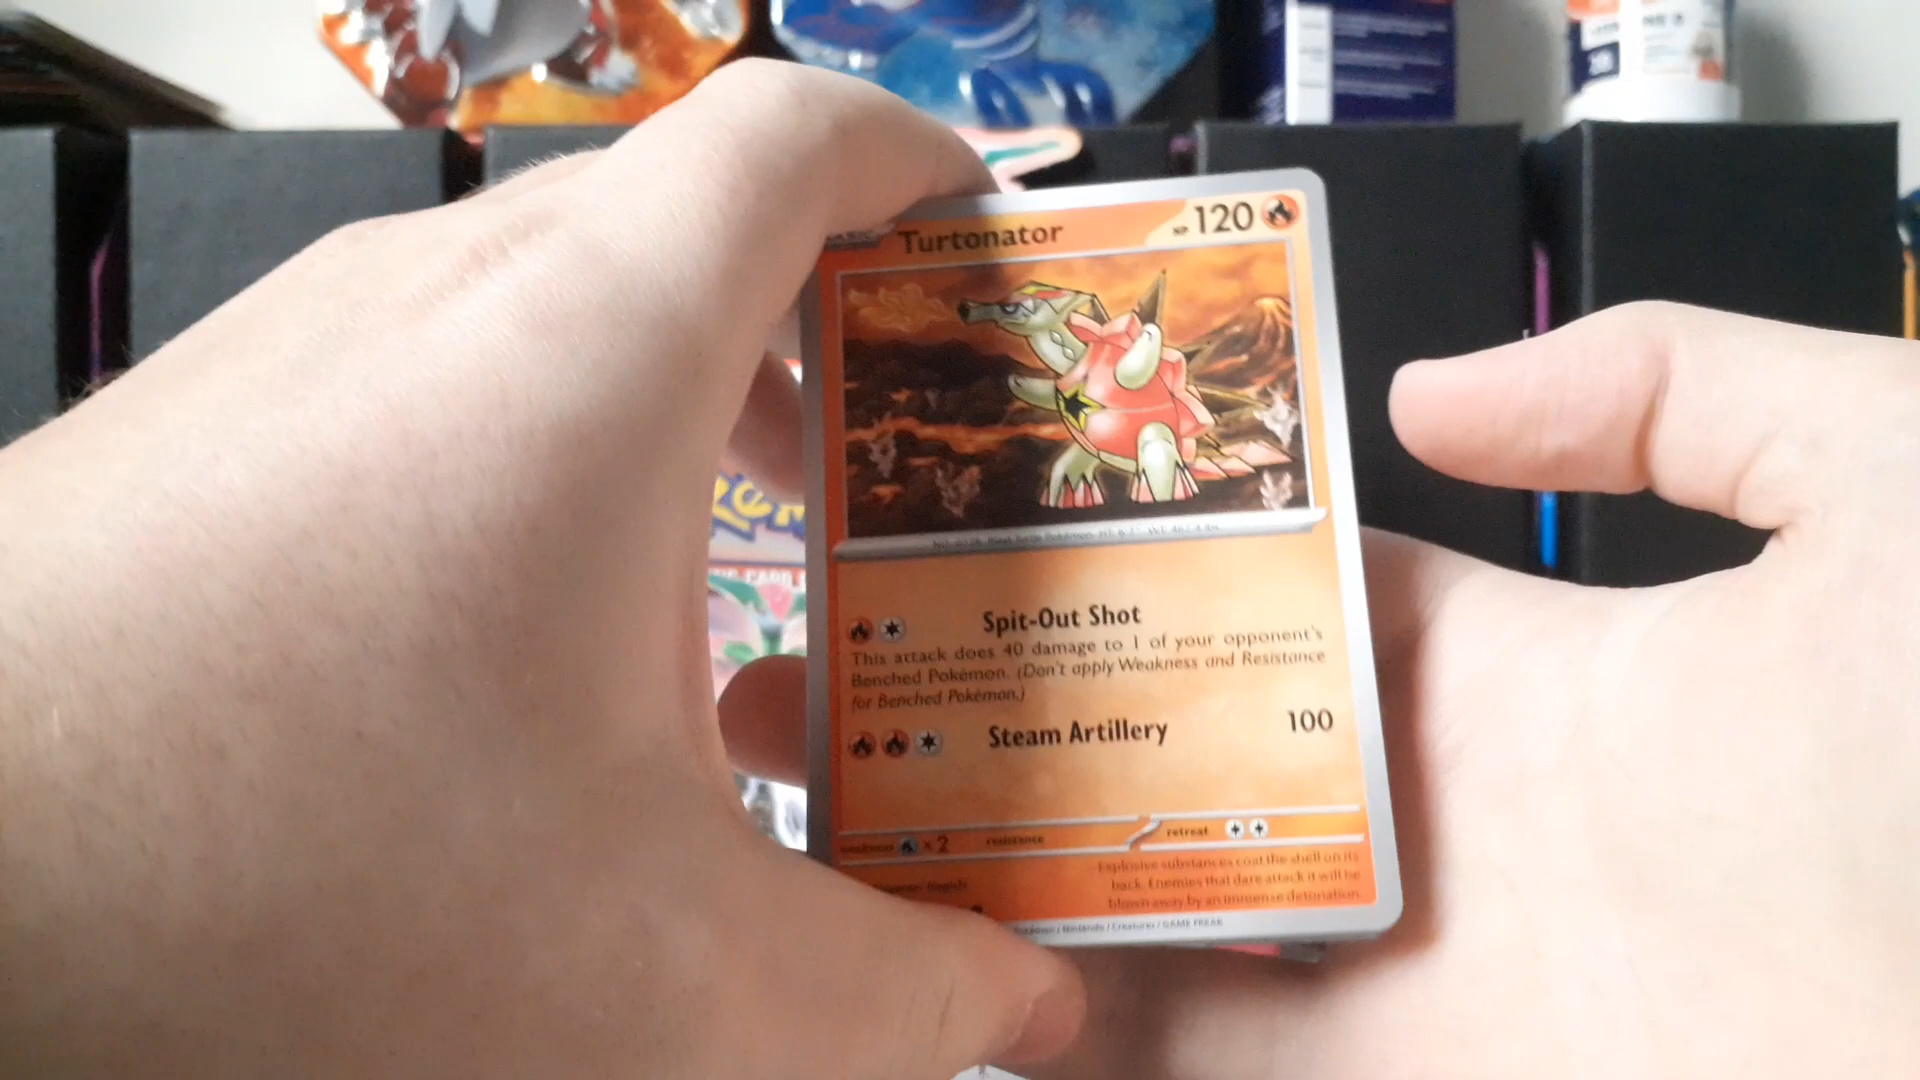 Turtonator HP 120
Spit-Out Shot
This attack does 40 damage to 1 of your opponent's
Benched Pokémon. (Don't apply Weakness and Resistance
for Benched Pokémon.)
Steam Artillery 100
weakness ×2 resistance retreat
Explosive substances coat the shell on its
back. Enemies that dare attack it will be
blown away by an immense detonation.
Pokémon / Nintendo / Creatures / GAME FREAK